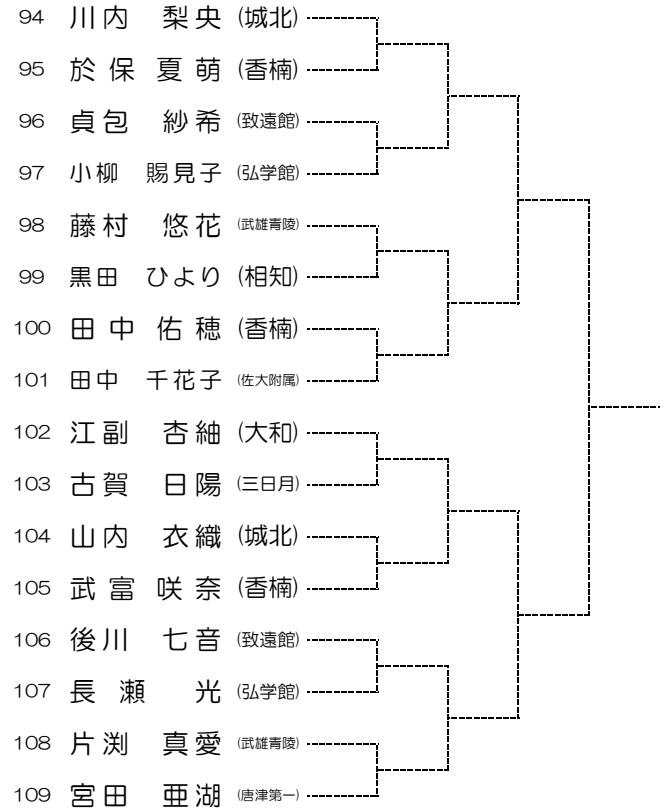 94 川内 梨央 (城北)
95 於保夏萌 (香楠)
96 貞包 紗希 (致遠館)
97 小柳 賜見子 (弘学館)
98 藤村 悠花 (武雄青陵)
99 黒田 ひより (相知)
100 田中佑穂 (香楠)
101 田中 千花子 (佐大附属)
102 江副 杏紬 (大和)
103 古賀 日陽 (三日月)
104 山内 衣織 (城北)
105 武富咲奈 (香楠)
106 後川 七音 (致遠館)
107 長瀬 光 (弘学館)
108 片渕 真愛 (武雄青陵)
109 宮田 亜湖 (唐津第一)